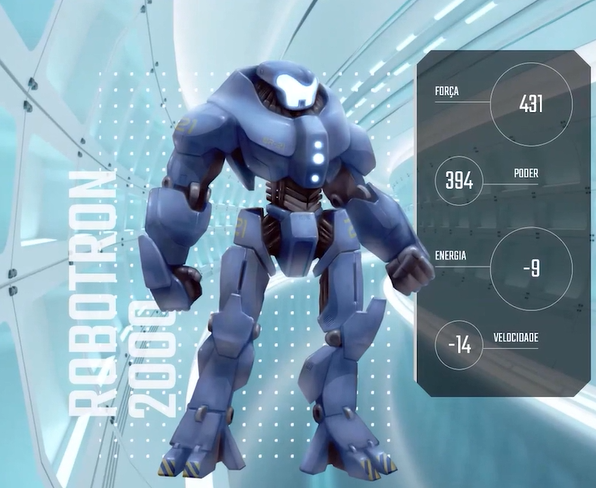 ROBOTRON
2000
FORÇA
431
394
PODER
ENERGIA
-9
-14
VELOCIDADE